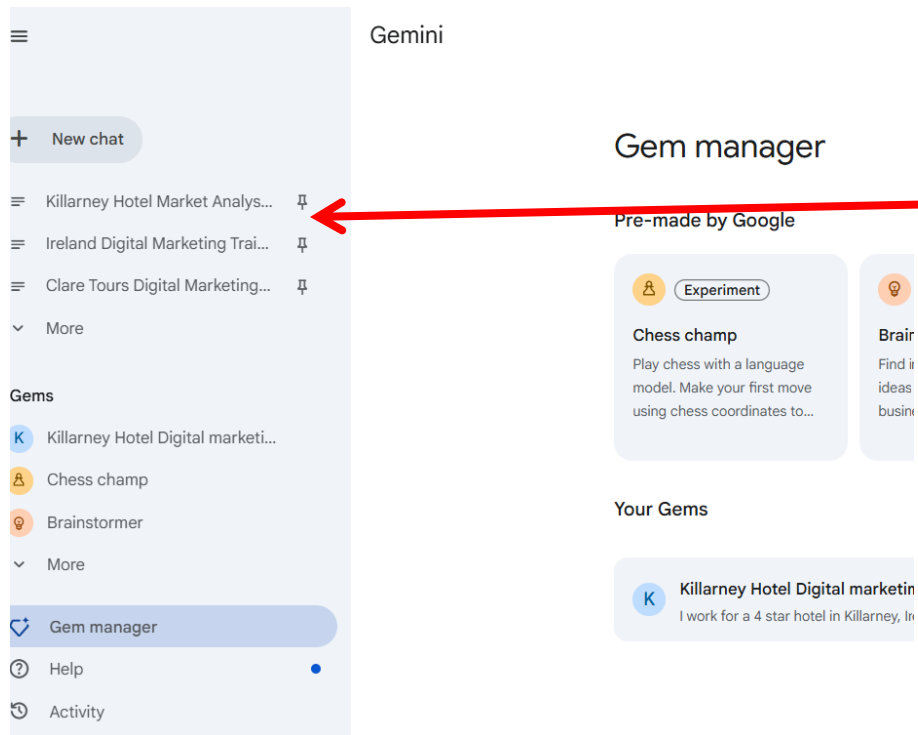 Gemini
New chat
Killarney Hotel Market Analys...
Ireland Digital Marketing Trai...
Clare Tours Digital Marketing...
More
Gems
K Killarney Hotel Digital marketi...
Chess champ
Brainstormer
More
Gem manager
Help
Activity
Gem manager
Pre-made by Google
Experiment
Chess champ
Play chess with a language
model. Make your first move
using chess coordinates to...
Find
ideas
Your Gems
K
Killarney Hotel Digital
I work for a 4 star hotel in Killarney,